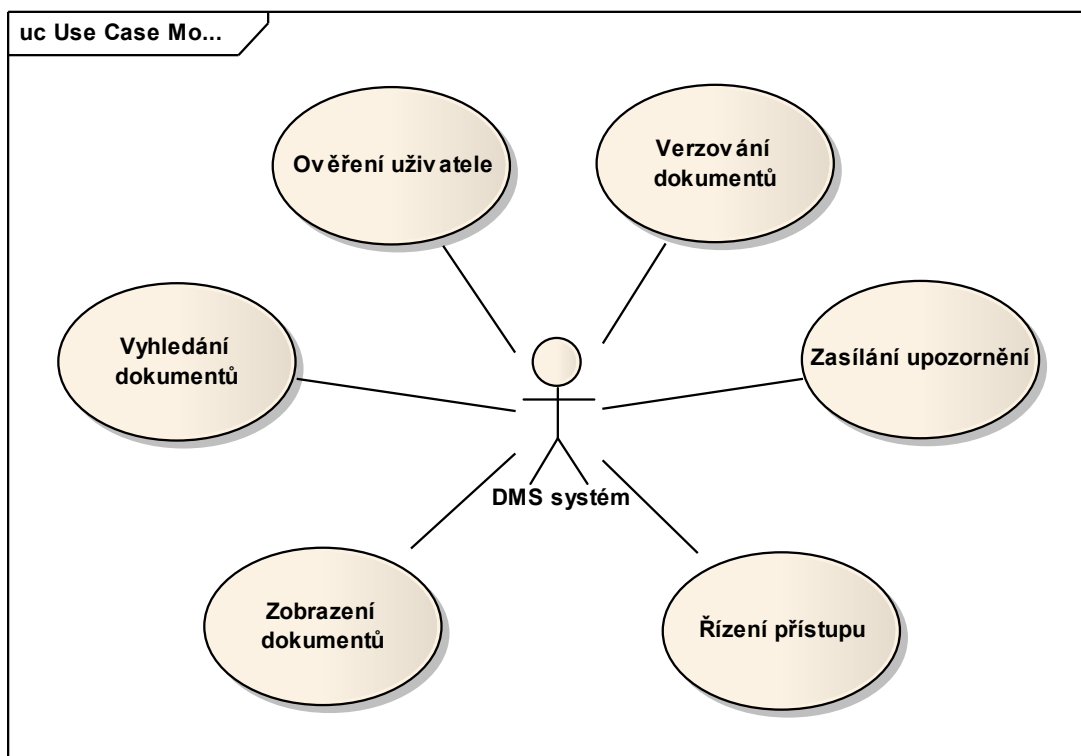 uc Use Case Mo...
Ověření uživatele
Verzování
dokumentů
Vyhledání
dokumentů
Zasílání upozornění
DMS systém
Zobrazení
dokumentů
Řízení přístupu